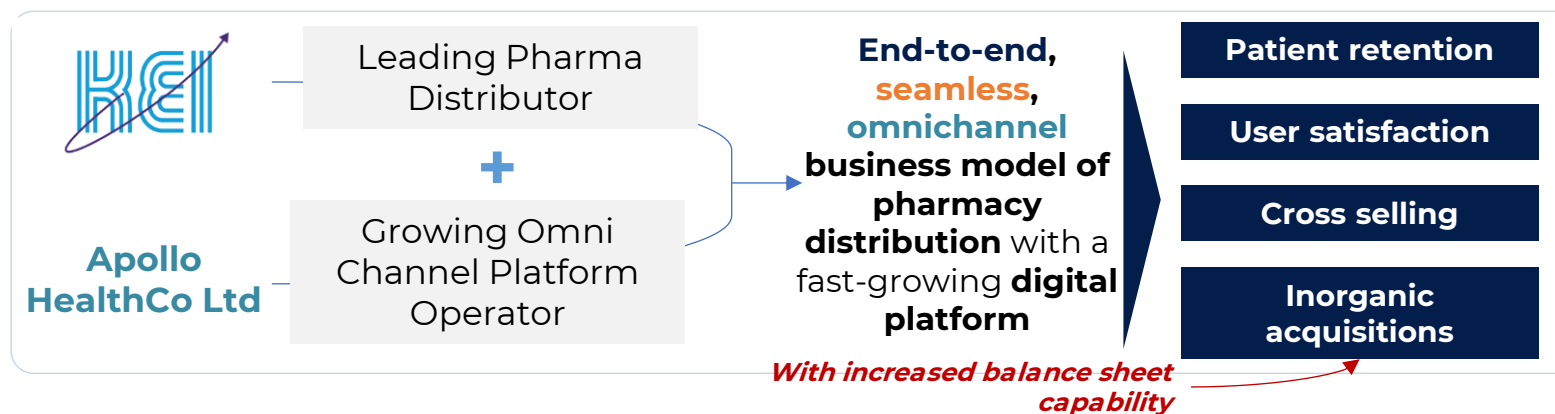 KEI
Leading Pharma
Distributor
+
Apollo
HealthCo Ltd
Growing Omni
Channel Platform
Operator
End-to-end,
seamless,
omnichannel
business model of
pharmacy
distribution with a
fast-growing digital
platform
Patient retention
User satisfaction
Cross selling
Inorganic
acquisitions
With increased balance sheet
capability